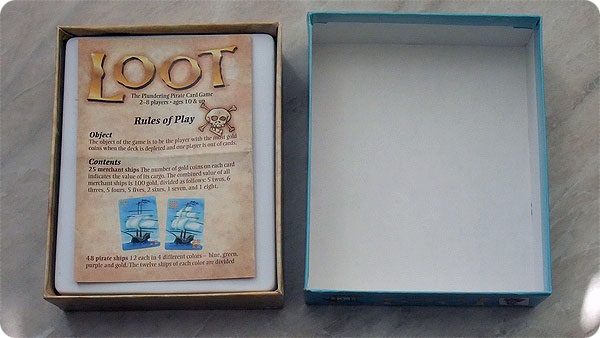 LOOT
The Plundering Pirate Card Game
2-8 players • ages 10 & up
Rules of Play
Object
The object of the game is to be the player with the most gold
coins when the deck is depleted and one player is out of cards.
Contents
25 merchant ships The number of gold coins on each card
indicates the value of its cargo. The combined value of all
merchant ships is 100 gold, divided as follows: 5 twos, 6
threes, 5 fours, 5 fives, 2 sixes, 1 seven, and 1 eight.
48 pirate ships 12 each in 4 different colors – blue, green,
purple and gold. The twelve ships of each color are divided